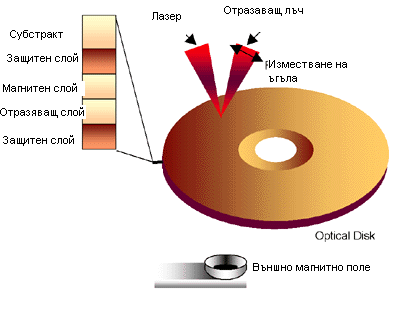 Лазер
Отразаващ лъч
Изместване на
ъгъла
Субстракт
Защитен слой
Магнитен слой
Отразяващ слой
Защитен слой
Optical Disk
Външно магнитно поле